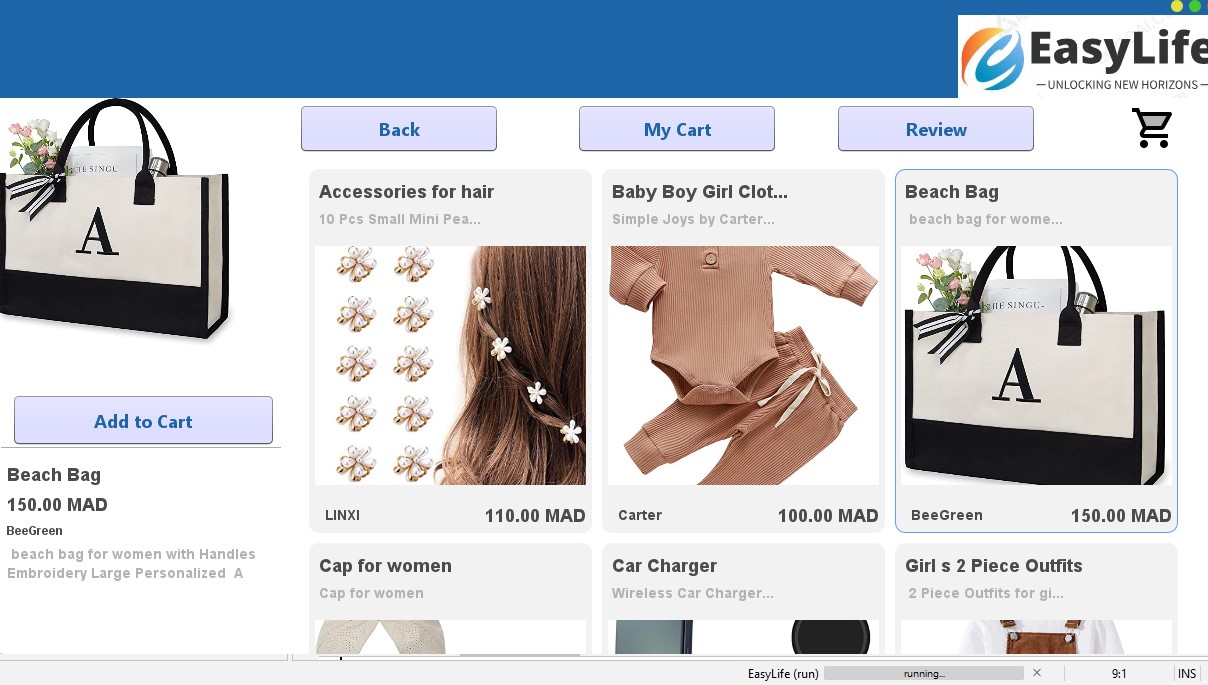 EasyLife
UNLOCKING NEW HORIZONS
Back
My Cart
Review
Add to Cart
Beach Bag
150.00 MAD
BeeGreen
beach bag for women with Handles
Embroidery Large Personalized A
A
Accessories for hair
10 Pcs Small Mini Pea...
LINXI
110.00 MAD
Baby Boy Girl Clot...
Simple Joys by Carter...
Carter
100.00 MAD
Beach Bag
beach bag for wome...
THE SINGU-
A
BeeGreen
150.00 MAD
Cap for women
Cap for women
Car Charger
Wireless Car Charger...
Girl s 2 Piece Outfits
2 Piece Outfits for gi...
EasyLife (run)
running...
9:1
INS